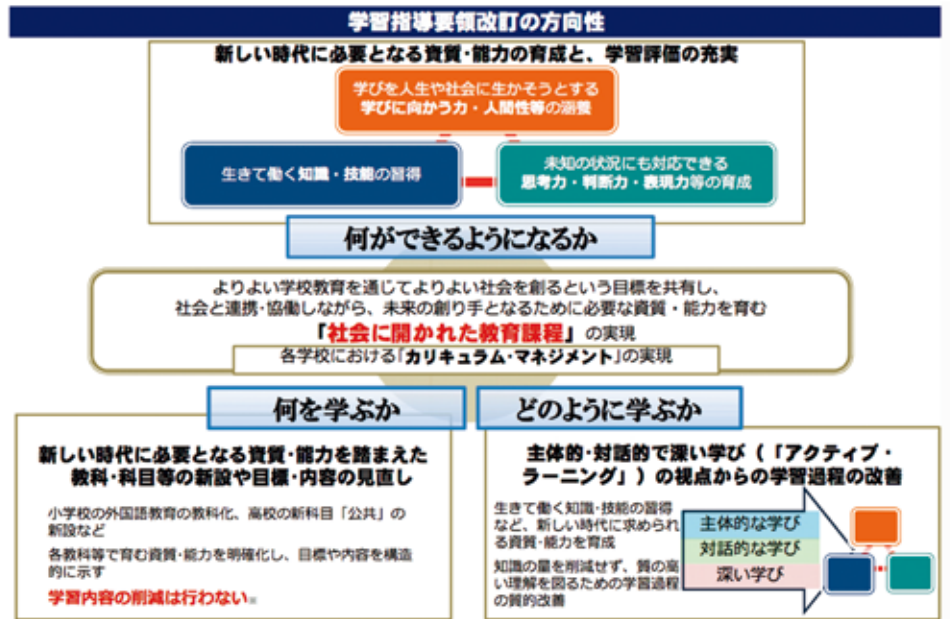 学習指導要領改訂の方向性
新しい時代に必要となる資質・能力の育成と、学習評価の充実
学びを人生や社会に生かそうとする
学びに向かう力・人間性等の涵養
生きて働く知識・技能の習得
未知の状況にも対応できる
思考力・判断力・表現力等の育成
何ができるようになるか
よりよい学校教育を通じてよりよい社会を創るという目標を共有し、
社会と連携・協働しながら、未来の創り手となるために必要な資質・能力を育む
「社会に開かれた教育課程」の実現
各学校における「カリキュラム・マネジメント」の実現
何を学ぶか
新しい時代に必要となる資質・能力を踏まえた
教科・科目等の新設や目標・内容の見直し
小学校の外国語教育の教科化、高校の新科目「公共」の
新設など
各教科等で育む資質・能力を明確化し、目標や内容を構造
的に示す
学習内容の削減は行わない※
どのように学ぶか
主体的・対話的で深い学び（「アクティブ・
ラーニング」）の視点からの学習過程の改善
生きて働く知識・技能の習得
など、新しい時代に求められ
る資質・能力を育成
知識の量を削減せず、質の高
い理解を図るための学習過程
の質的改善
主体的な学び
対話的な学び
深い学び